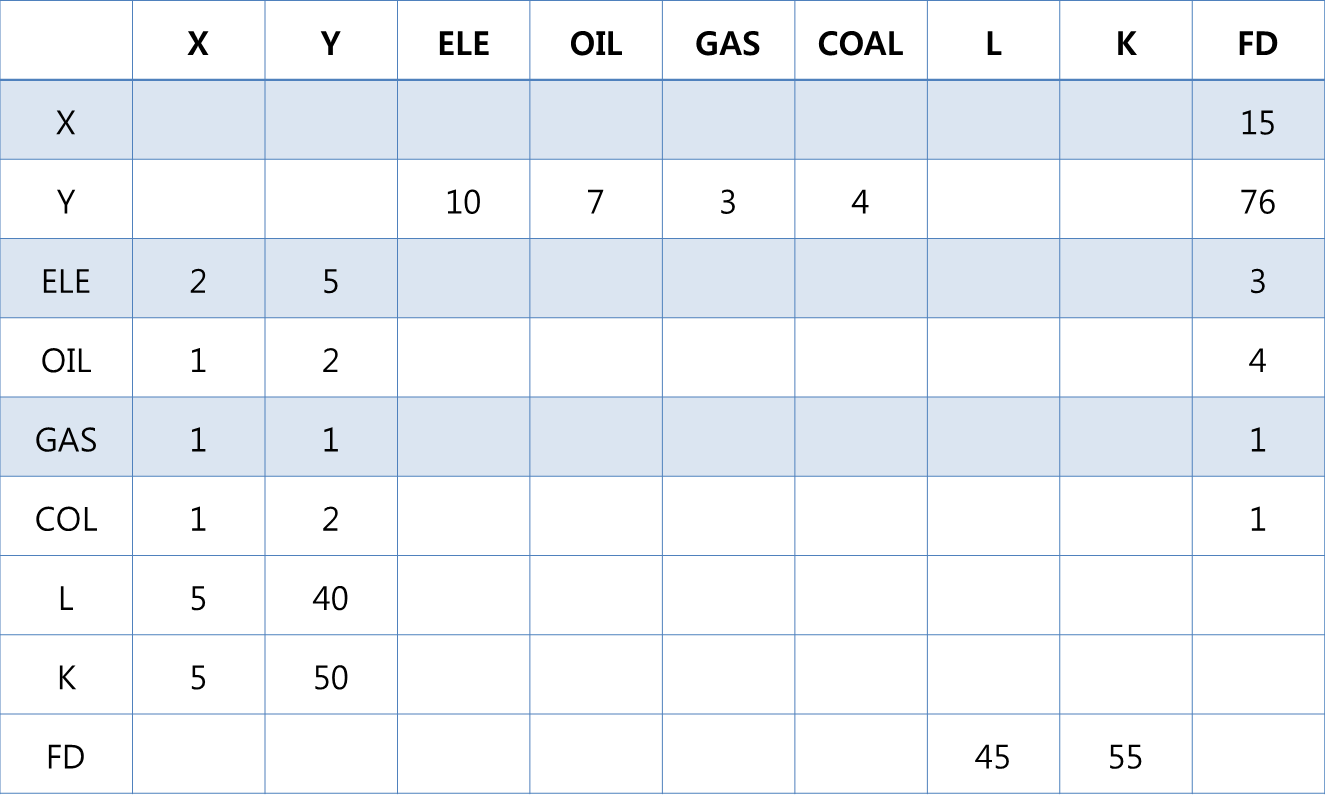 X Y ELE OIL GAS COAL L K FD
X 15
Y 10 7 3 4 76
ELE 2 5 3
OIL 1 2 4
GAS 1 1 1
COL 1 2 1
L 5 40
K 5 50
FD 45 55